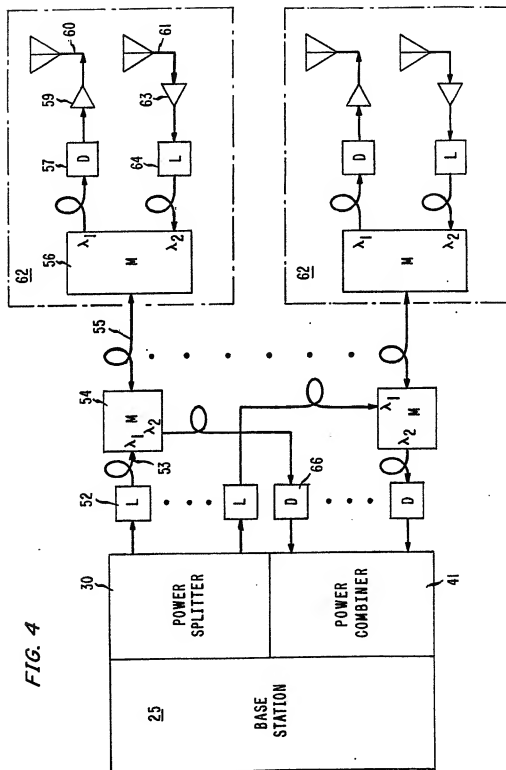 FIG. 4
25
BASE
STATION
30
POWER
SPLITTER
POWER
COMBINER
41
52
L
53
L
66
D
D
54
M
λ1
λ2
55
λ1
M
λ2
62
56
M
λ1
λ2
57
D
59
60
61
63
64
L
62
M
λ1
λ2
D
L